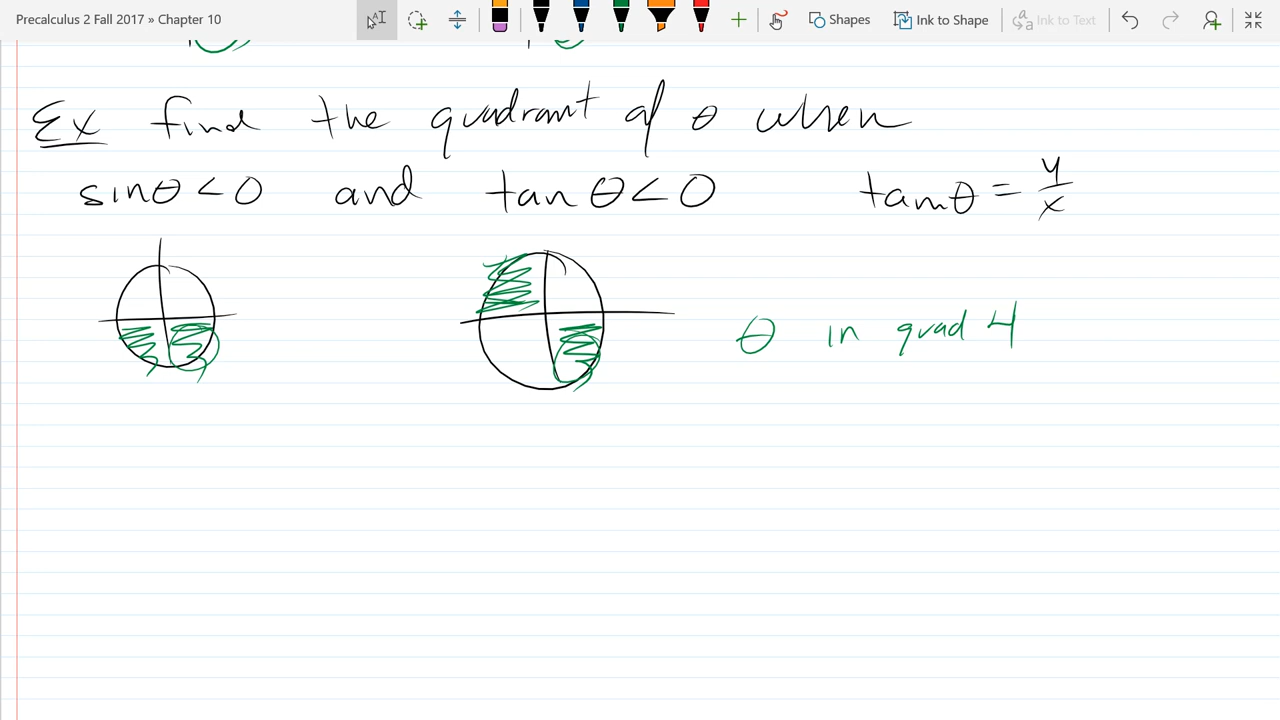 Precalculus 2 Fall 2017 » Chapter 10
Shapes
Ink to Shape
Ink to Text
Ex find the quadrant of θ when
sinθ < 0 and tan θ < 0 tanθ = y/x
θ in quad 4